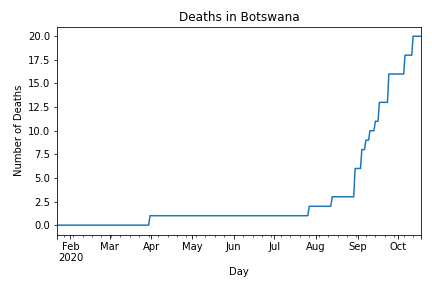 Deaths in Botswana
Number of Deaths
20.0
17.5
15.0
12.5
10.0
7.5
5.0
2.5
0.0
Feb Mar Apr May Jun Jul Aug Sep Oct
2020
Day